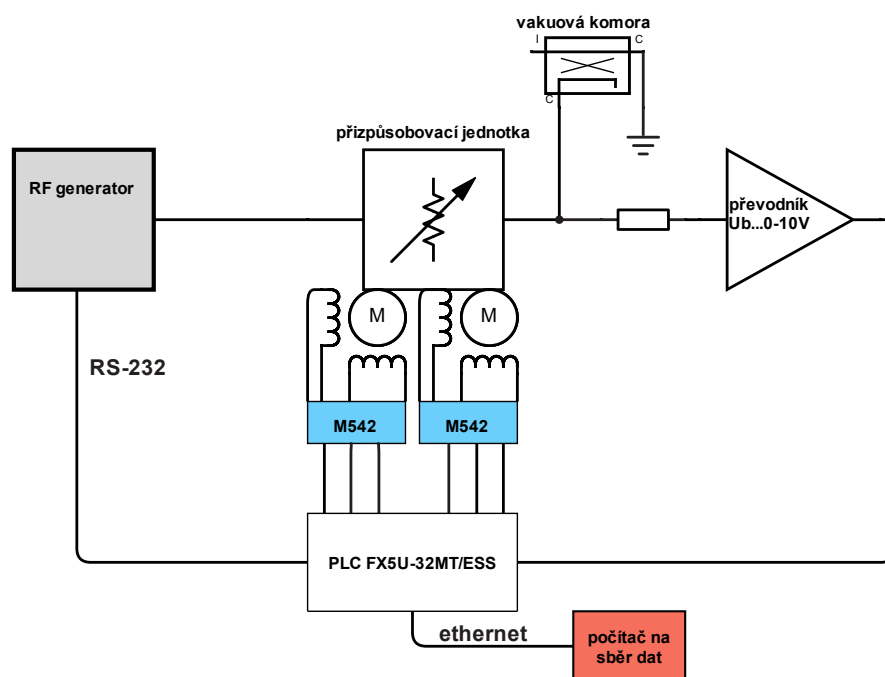 vakuová komora
I
C
C
přizpůsobovací jednotka
RF generator
převodník
Ub...0-10V
M
M
RS-232
M542
M542
PLC FX5U-32MT/ESS
ethernet
počítač na
sběr dat